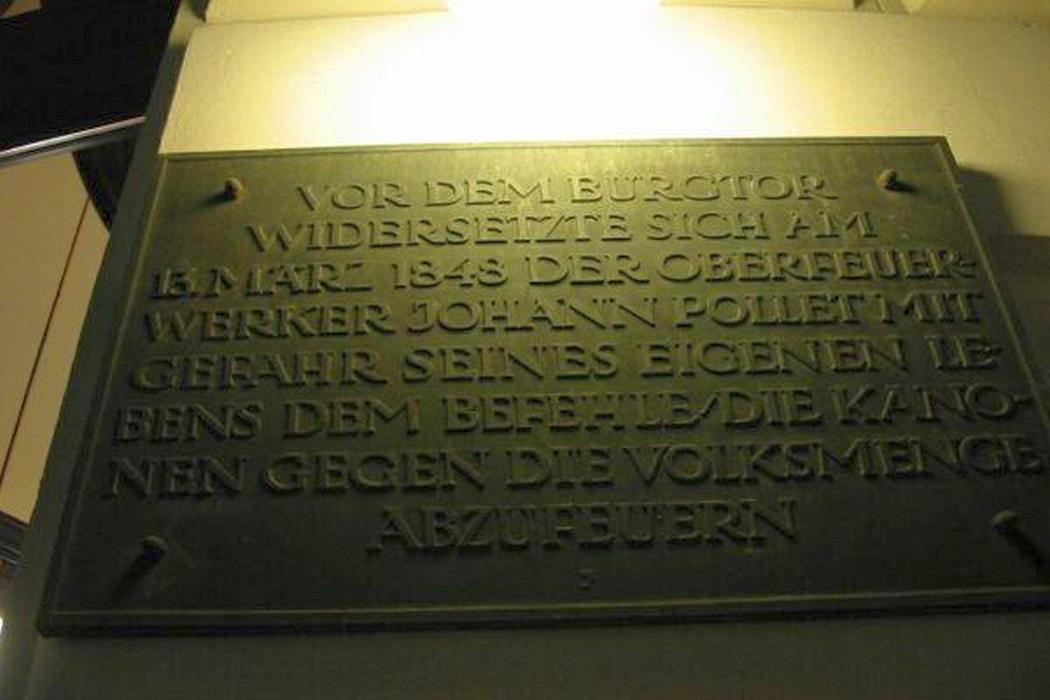 VOR DEM BURGTOR
WIDERSETZTE SICH AM
13. MÄRZ 1848 DER OBERFEUER-
WERKER JOHANN POLLET MIT
GEFAHR SEINES EIGENEN LE-
BENS DEM BEFEHLE, DIE KANO-
NEN GEGEN DIE VOLKSMENGE
ABZUFEUERN